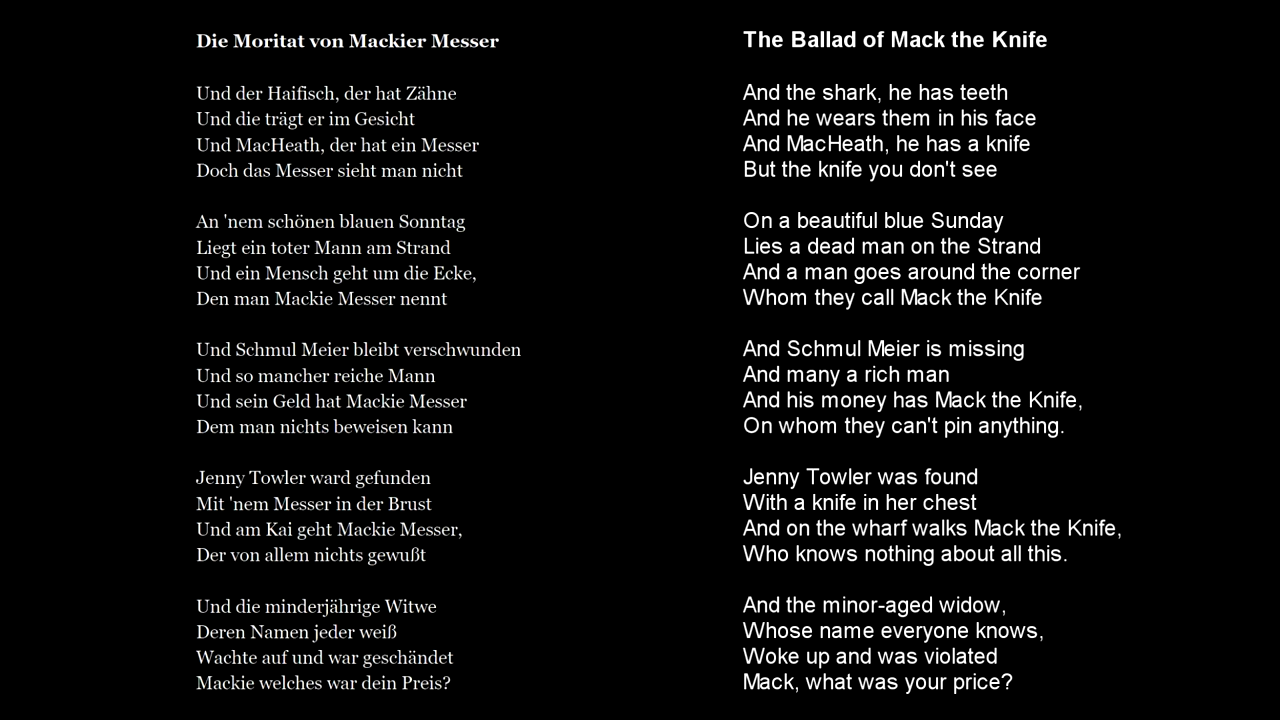 Die Moritat von Mackier Messer
Und der Haifisch, der hat Zähne
Und die trägt er im Gesicht
Und MacHeath, der hat ein Messer
Doch das Messer sieht man nicht
An 'nem schönen blauen Sonntag
Liegt ein toter Mann am Strand
Und ein Mensch geht um die Ecke,
Den man Mackie Messer nennt
Und Schmul Meier bleibt verschwunden
Und so mancher reiche Mann
Und sein Geld hat Mackie Messer
Dem man nichts beweisen kann
Jenny Towler ward gefunden
Mit 'nem Messer in der Brust
Und am Kai geht Mackie Messer,
Der von allem nichts gewußt
Und die minderjährige Witwe
Deren Namen jeder weiß
Wachte auf und war geschändet
Mackie welches war dein Preis?
The Ballad of Mack the Knife
And the shark, he has teeth
And he wears them in his face
And MacHeath, he has a knife
But the knife you don't see
On a beautiful blue Sunday
Lies a dead man on the Strand
And a man goes around the corner
Whom they call Mack the Knife
And Schmul Meier is missing
And many a rich man
And his money has Mack the Knife,
On whom they can't pin anything.
Jenny Towler was found
With a knife in her chest
And on the wharf walks Mack the Knife,
Who knows nothing about all this.
And the minor-aged widow,
Whose name everyone knows,
Woke up and was violated
Mack, what was your price?